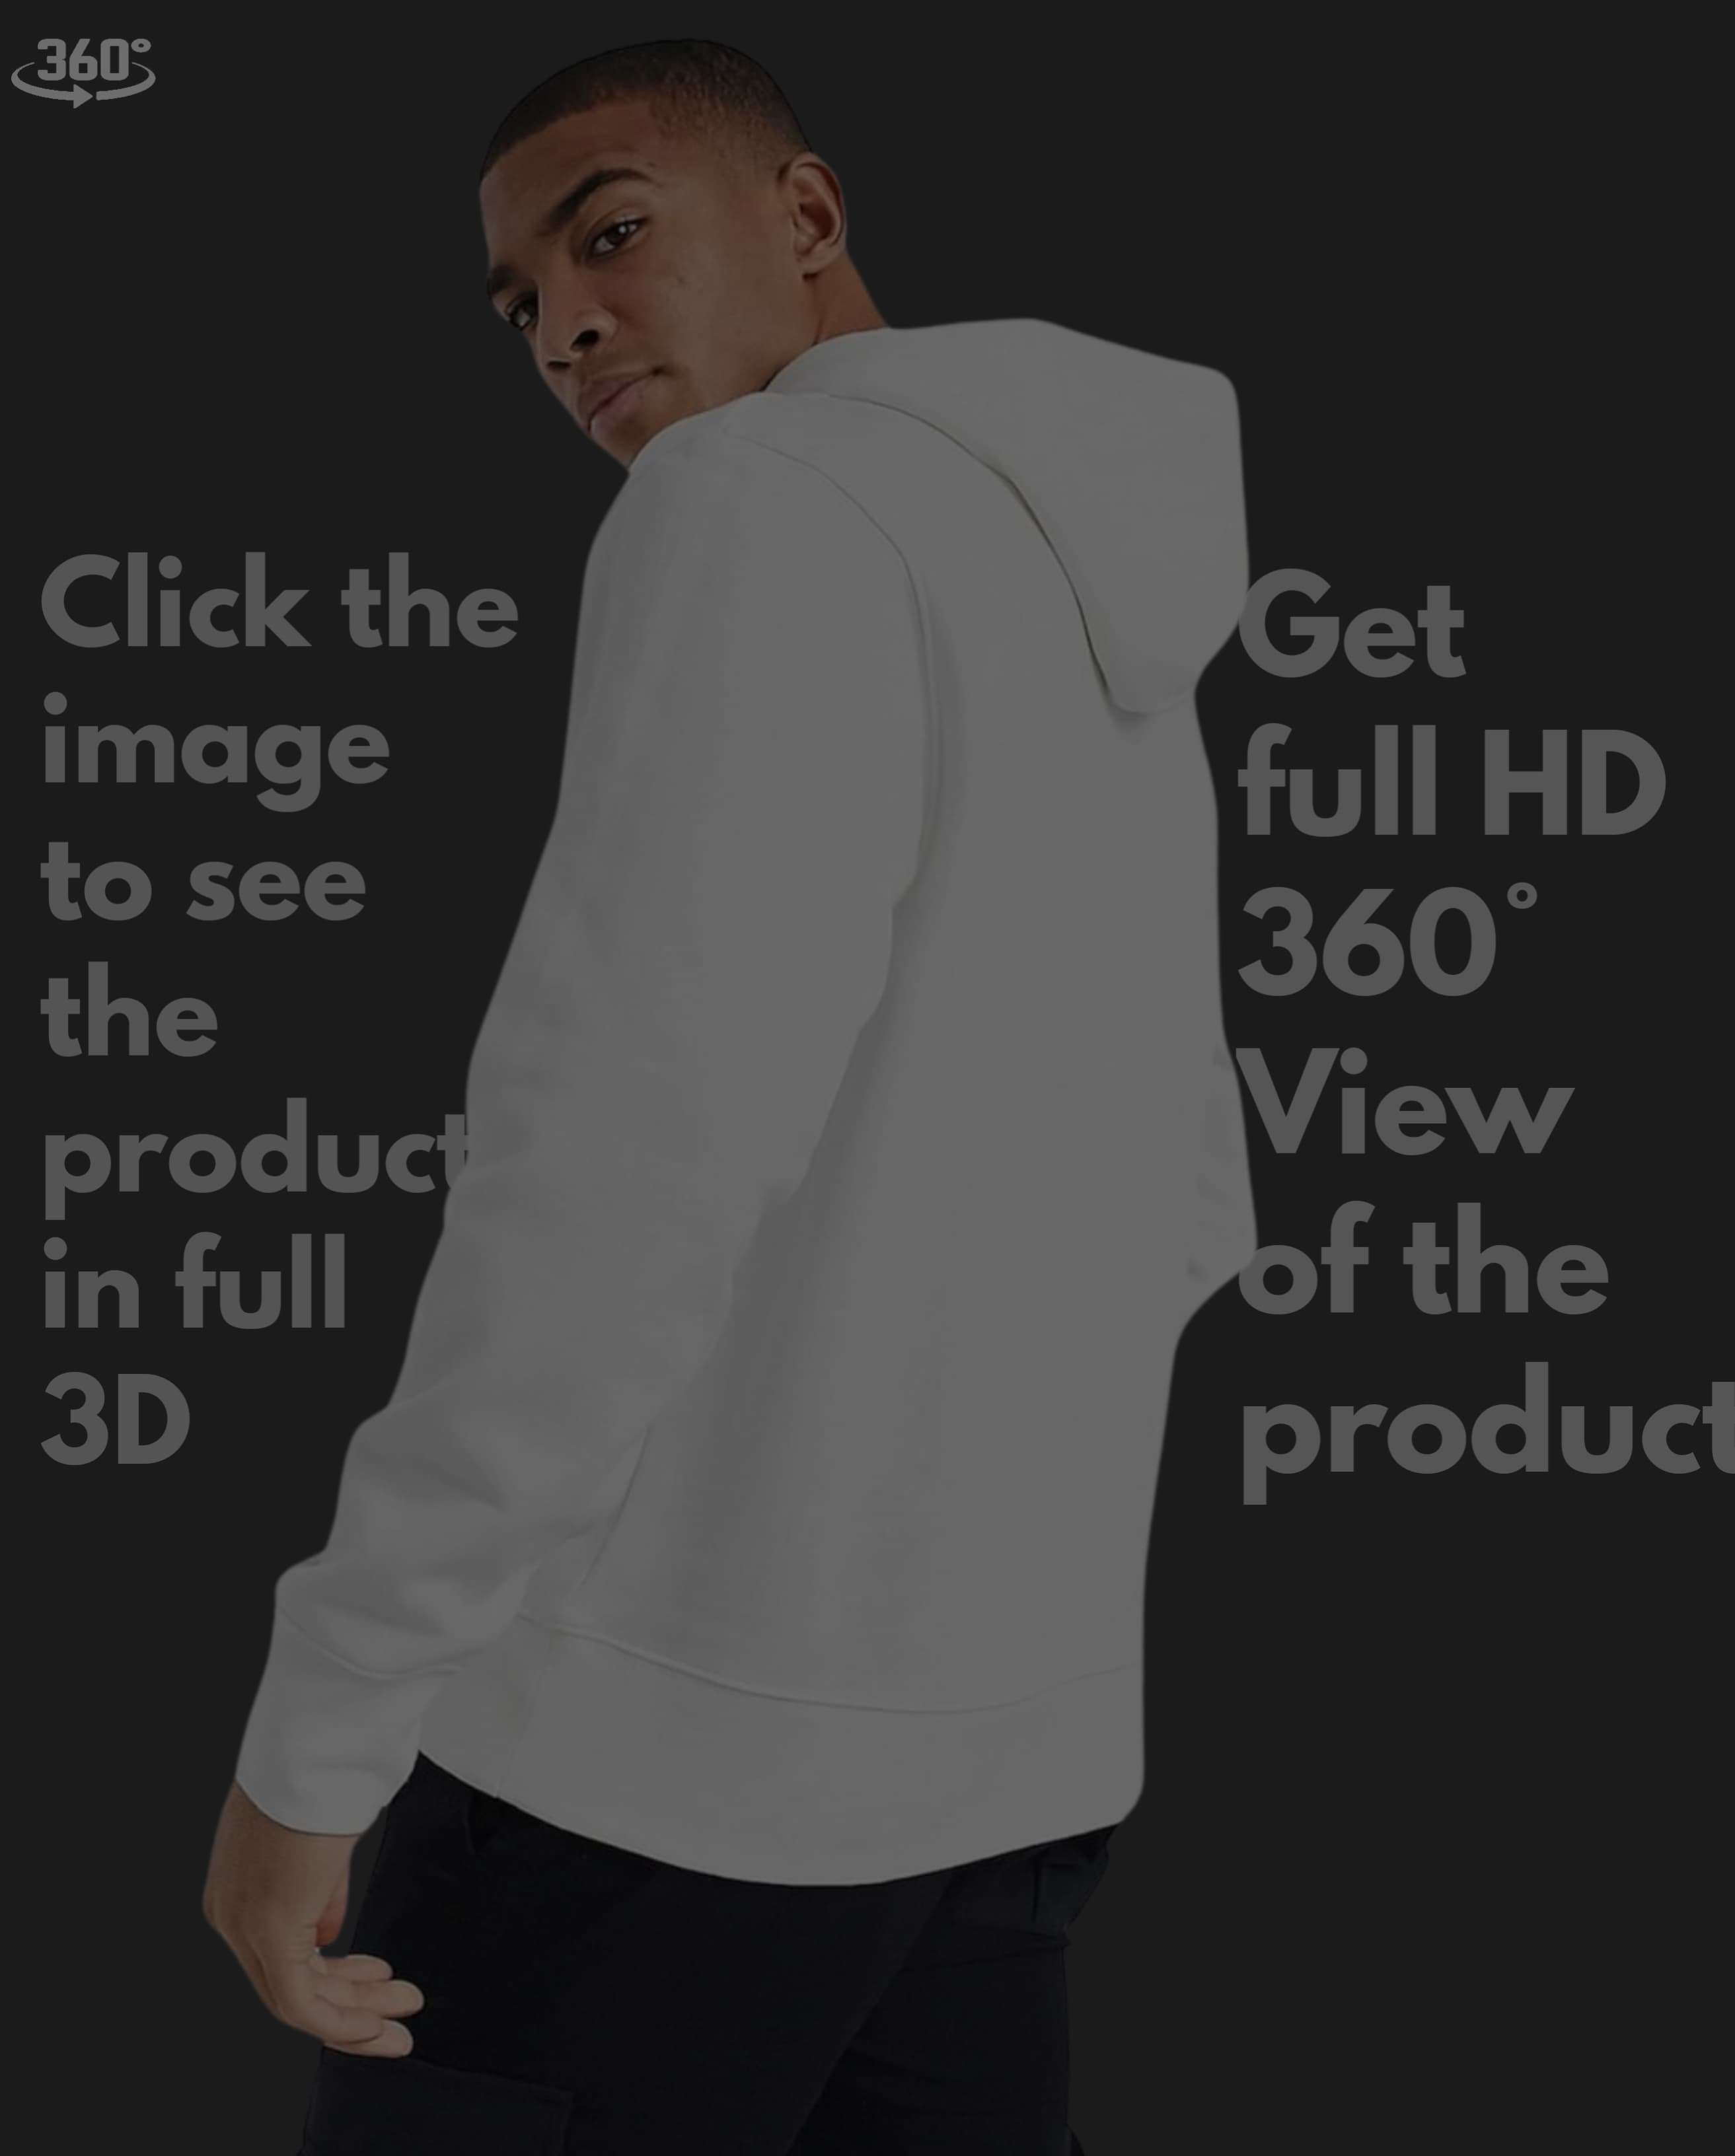 360°
Click the
image
to see
the
product
in full
3D
Get
full HD
360°
View
of the
product